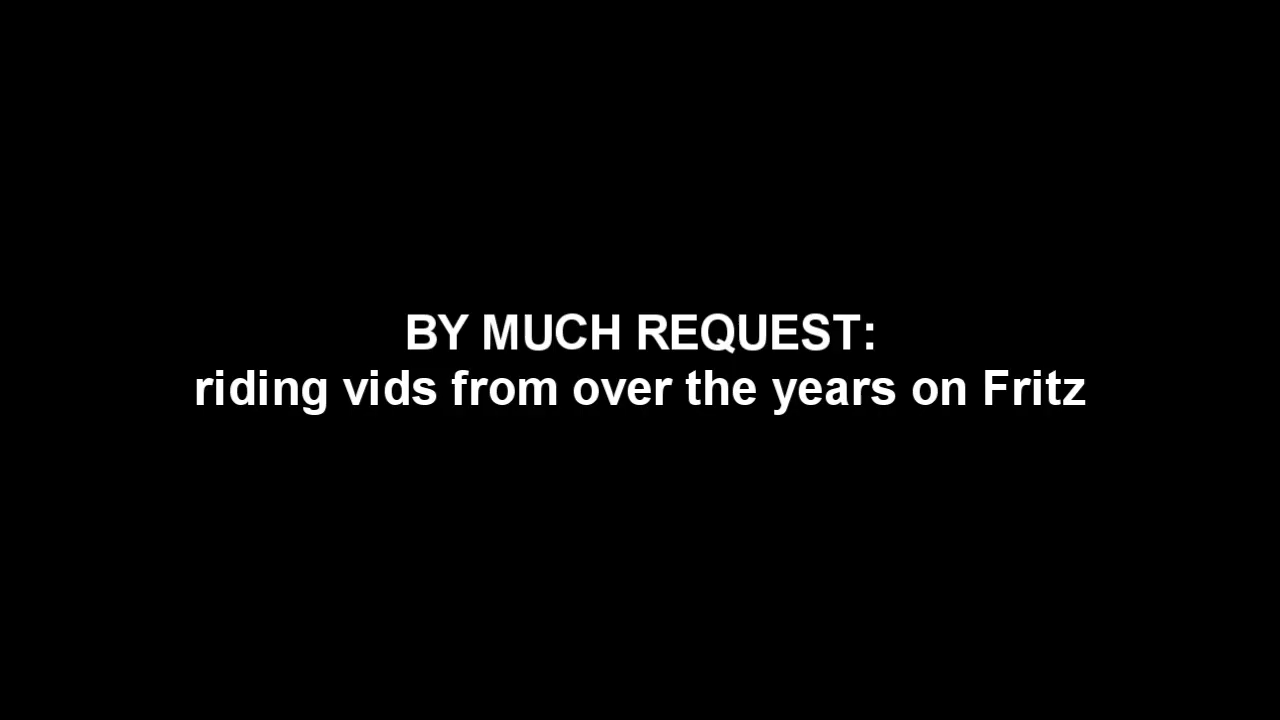 BY MUCH REQUEST:
riding vids from over the years on Fritz